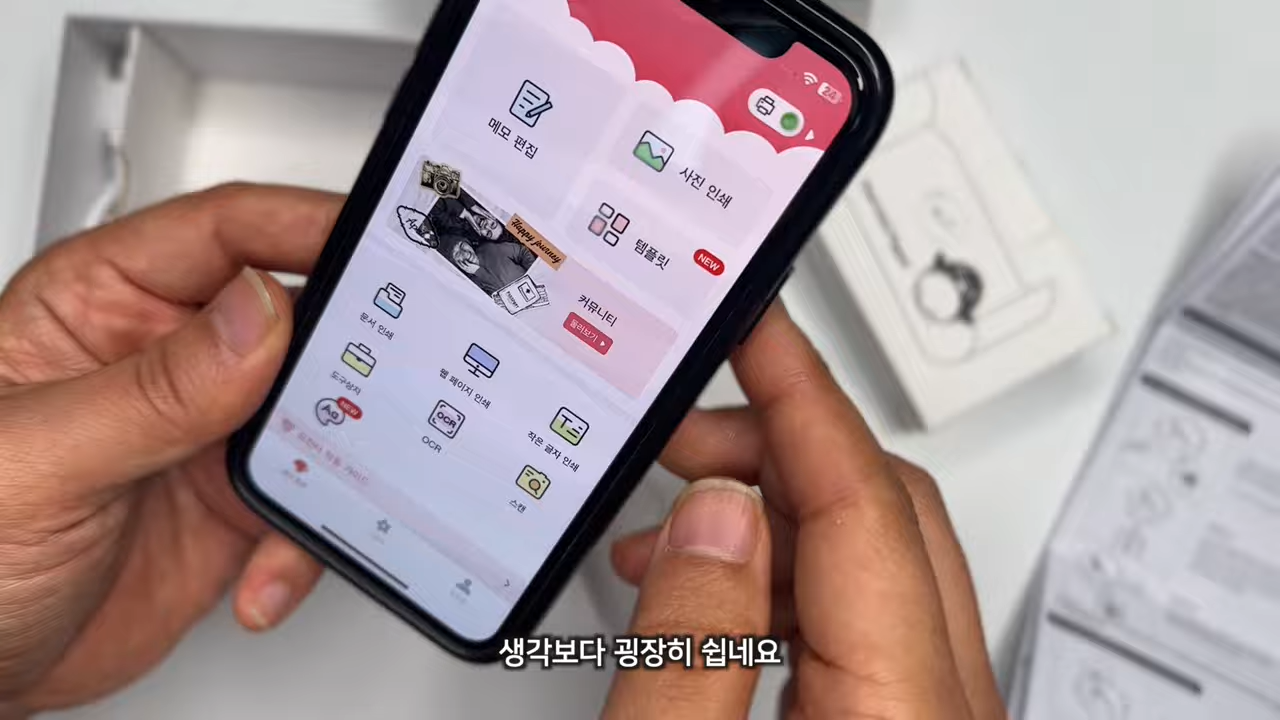 24
메모 편집
사진 인쇄
Happy journey
템플릿
NEW
커뮤니티
둘러보기
문서 인쇄
웹 페이지 인쇄
작은 글자 인쇄
도구상자
OCR
OCR
스캔
Aa
NEW
생각보다 굉장히 쉽네요